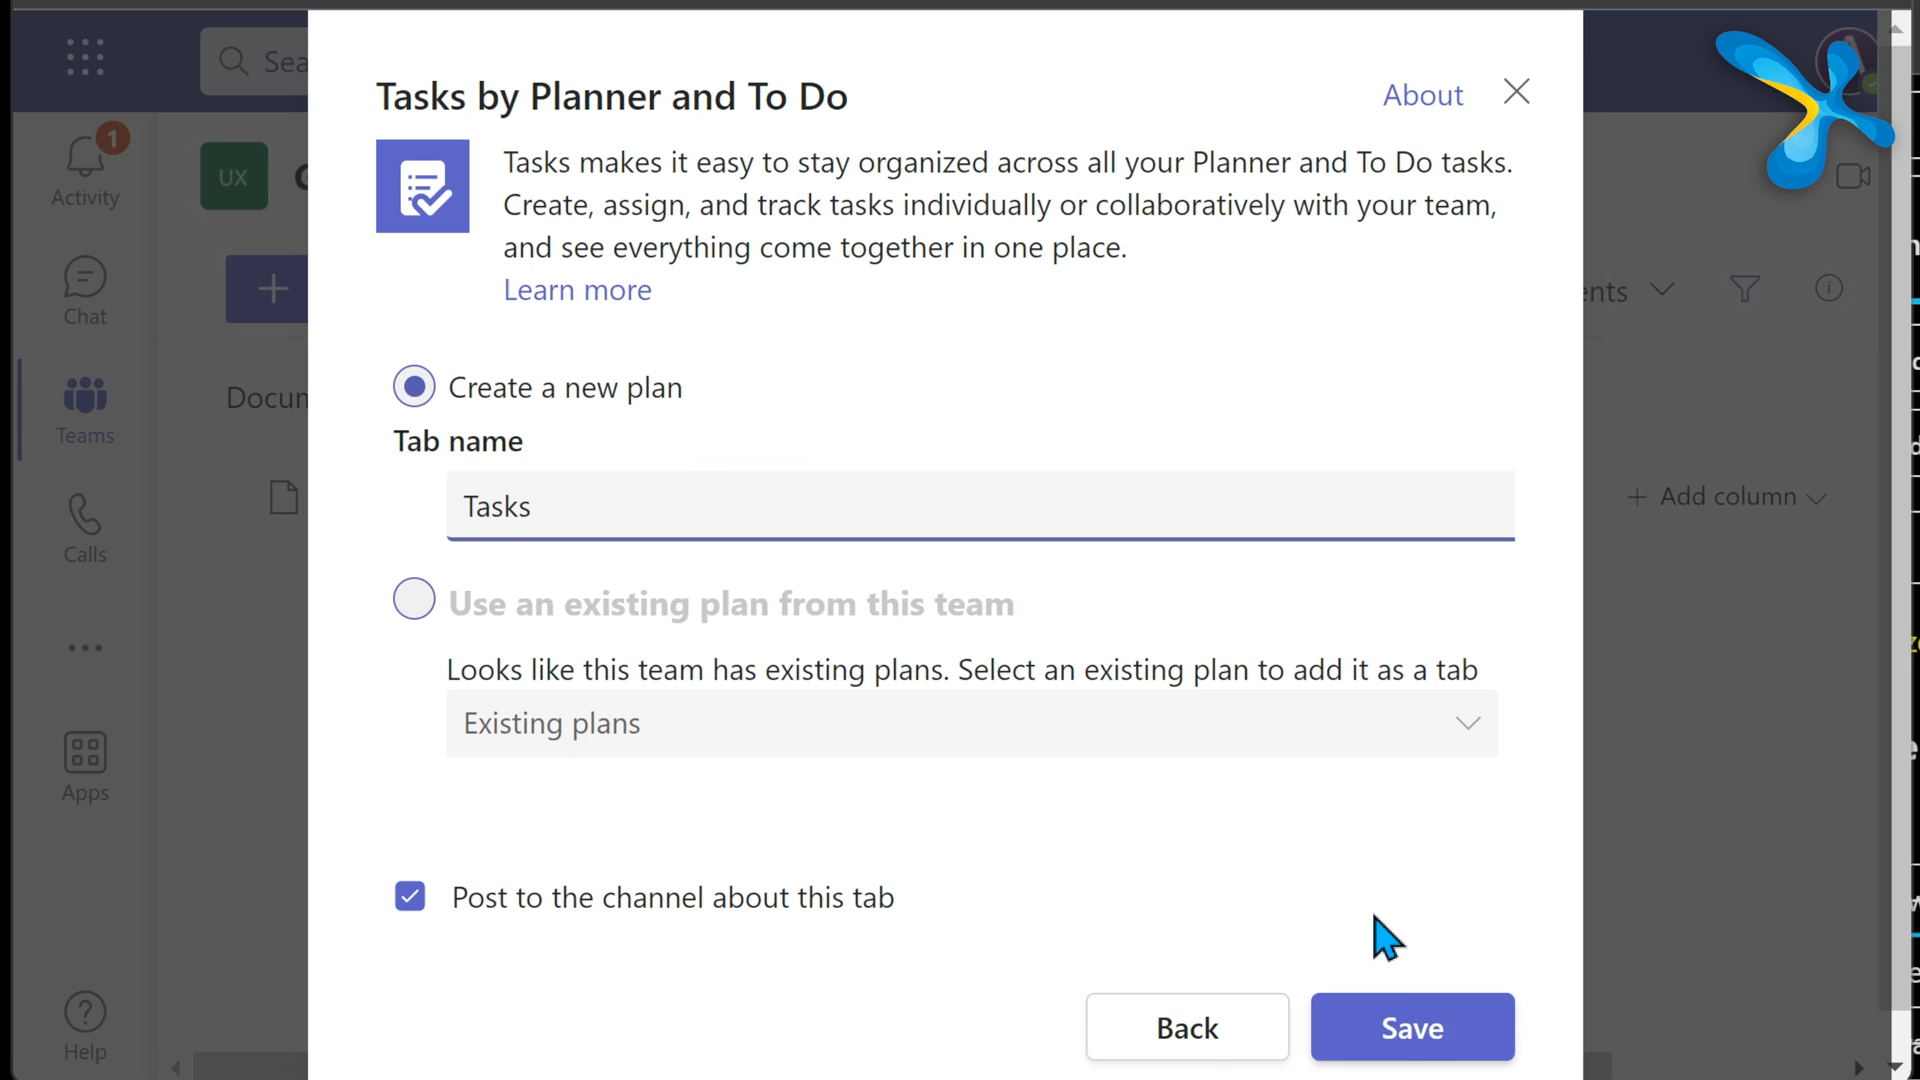 Sea
Tasks by Planner and To Do
About
1
Activity
UX
Tasks makes it easy to stay organized across all your Planner and To Do tasks.
Create, assign, and track tasks individually or collaboratively with your team,
and see everything come together in one place.
Learn more
Chat
Create a new plan
Tab name
Docum
Teams
Tasks
+ Add column
Calls
Use an existing plan from this team
Looks like this team has existing plans. Select an existing plan to add it as a tab
Existing plans
Apps
Post to the channel about this tab
Back
Save
Help